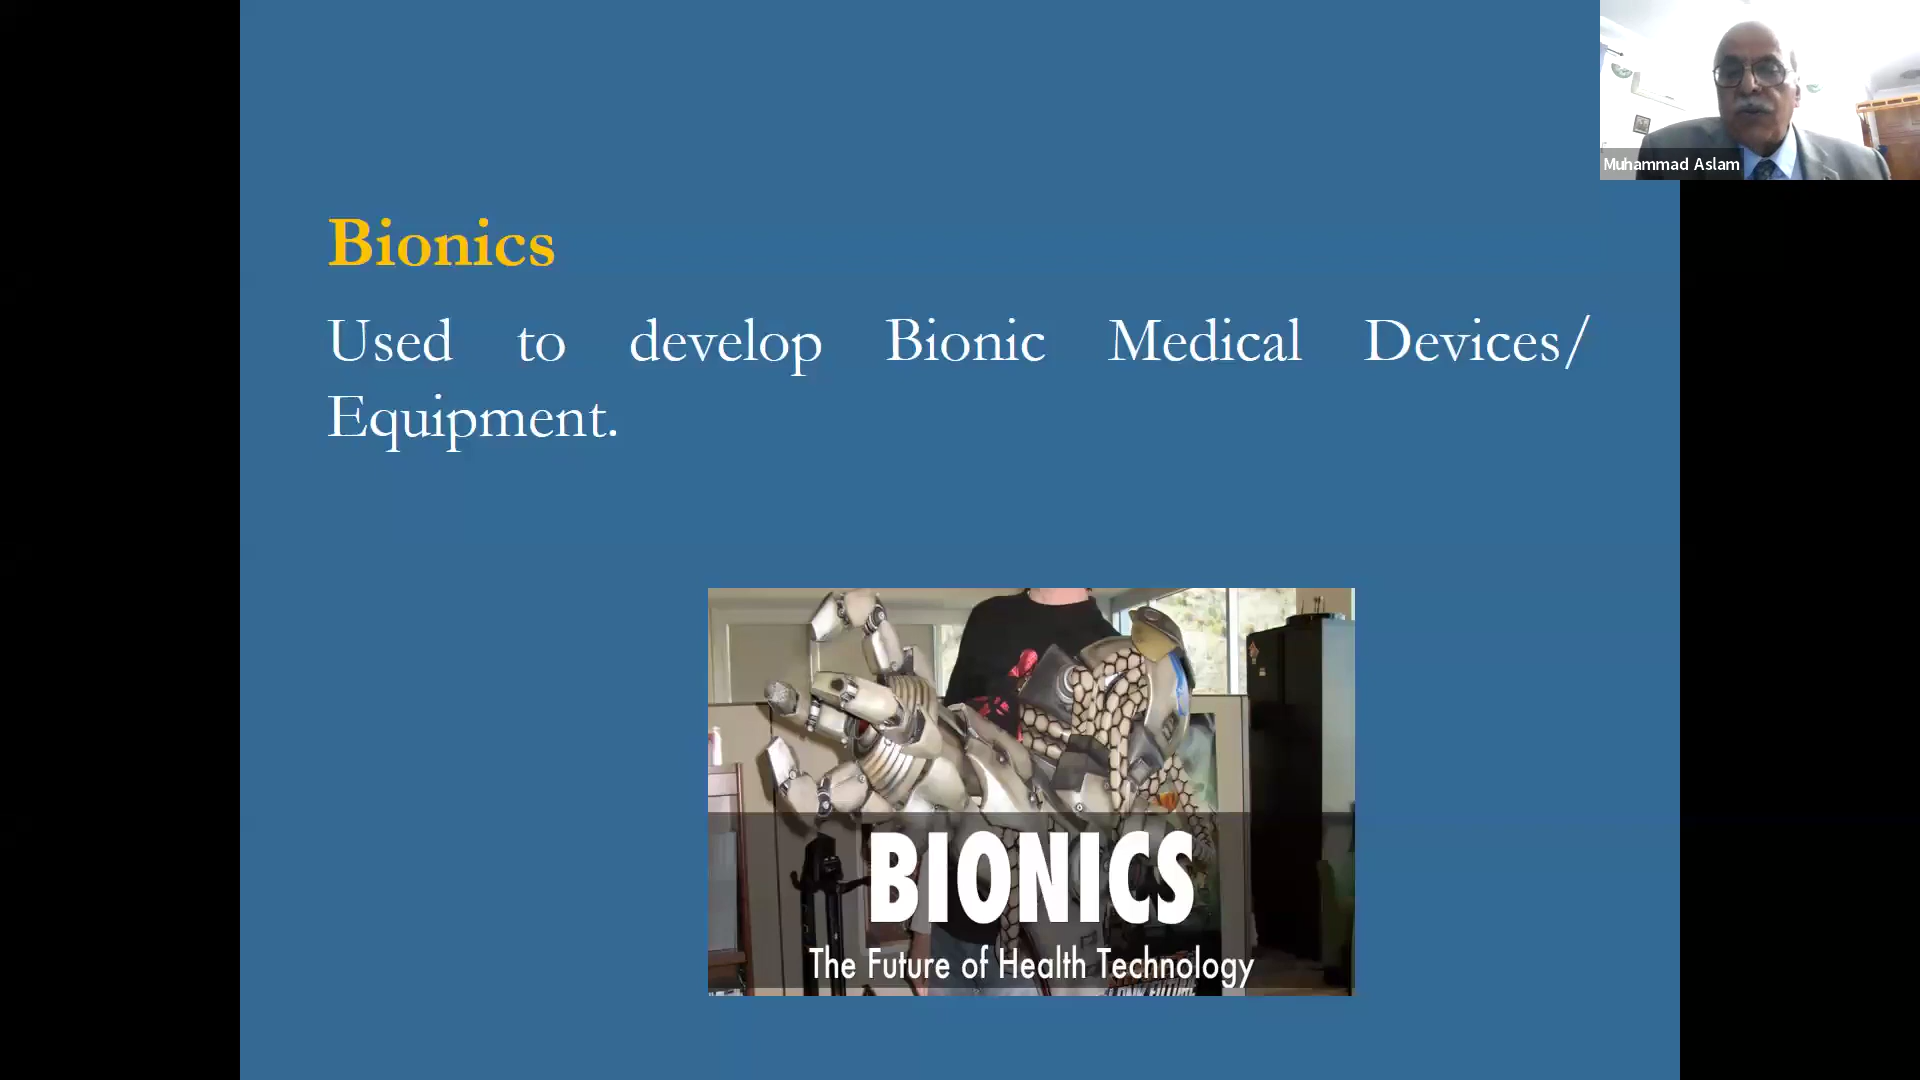 Muhammad Aslam
Bionics
Used to develop Bionic Medical Devices/
Equipment.
BIONICS
The Future of Health Technology